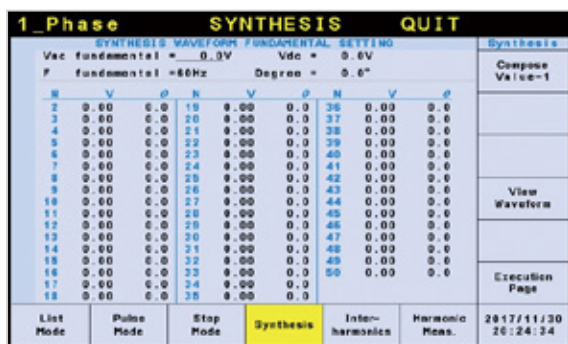 1_Phase SYNTHESIS QUIT
SYNTHESIS WAVEFORM FUNDAMENTAL SETTING
Vac fundamental = 0.0V Vdc = 0.0V
F fundamental =60Hz Degree = 0.0°
N V θ N V θ N V θ
2 0.00 0.0 19 0.00 0.0 36 0.00 0.0
3 0.00 0.0 20 0.00 0.0 37 0.00 0.0
4 0.00 0.0 21 0.00 0.0 38 0.00 0.0
5 0.00 0.0 22 0.00 0.0 39 0.00 0.0
6 0.00 0.0 23 0.00 0.0 40 0.00 0.0
7 0.00 0.0 24 0.00 0.0 41 0.00 0.0
8 0.00 0.0 25 0.00 0.0 42 0.00 0.0
9 0.00 0.0 26 0.00 0.0 43 0.00 0.0
10 0.00 0.0 27 0.00 0.0 44 0.00 0.0
11 0.00 0.0 28 0.00 0.0 45 0.00 0.0
12 0.00 0.0 29 0.00 0.0 46 0.00 0.0
13 0.00 0.0 30 0.00 0.0 47 0.00 0.0
14 0.00 0.0 31 0.00 0.0 48 0.00 0.0
15 0.00 0.0 32 0.00 0.0 49 0.00 0.0
16 0.00 0.0 33 0.00 0.0 50 0.00 0.0
17 0.00 0.0 34 0.00 0.0
18 0.00 0.0 35 0.00 0.0
Synthesis
Compose
Value-1
View
Waveform
Execution
Page
List
Mode
Pulse
Mode
Step
Mode
Synthesis
Inter-
harmonics
Harmonic
Meas.
2017/11/30
20:24:34